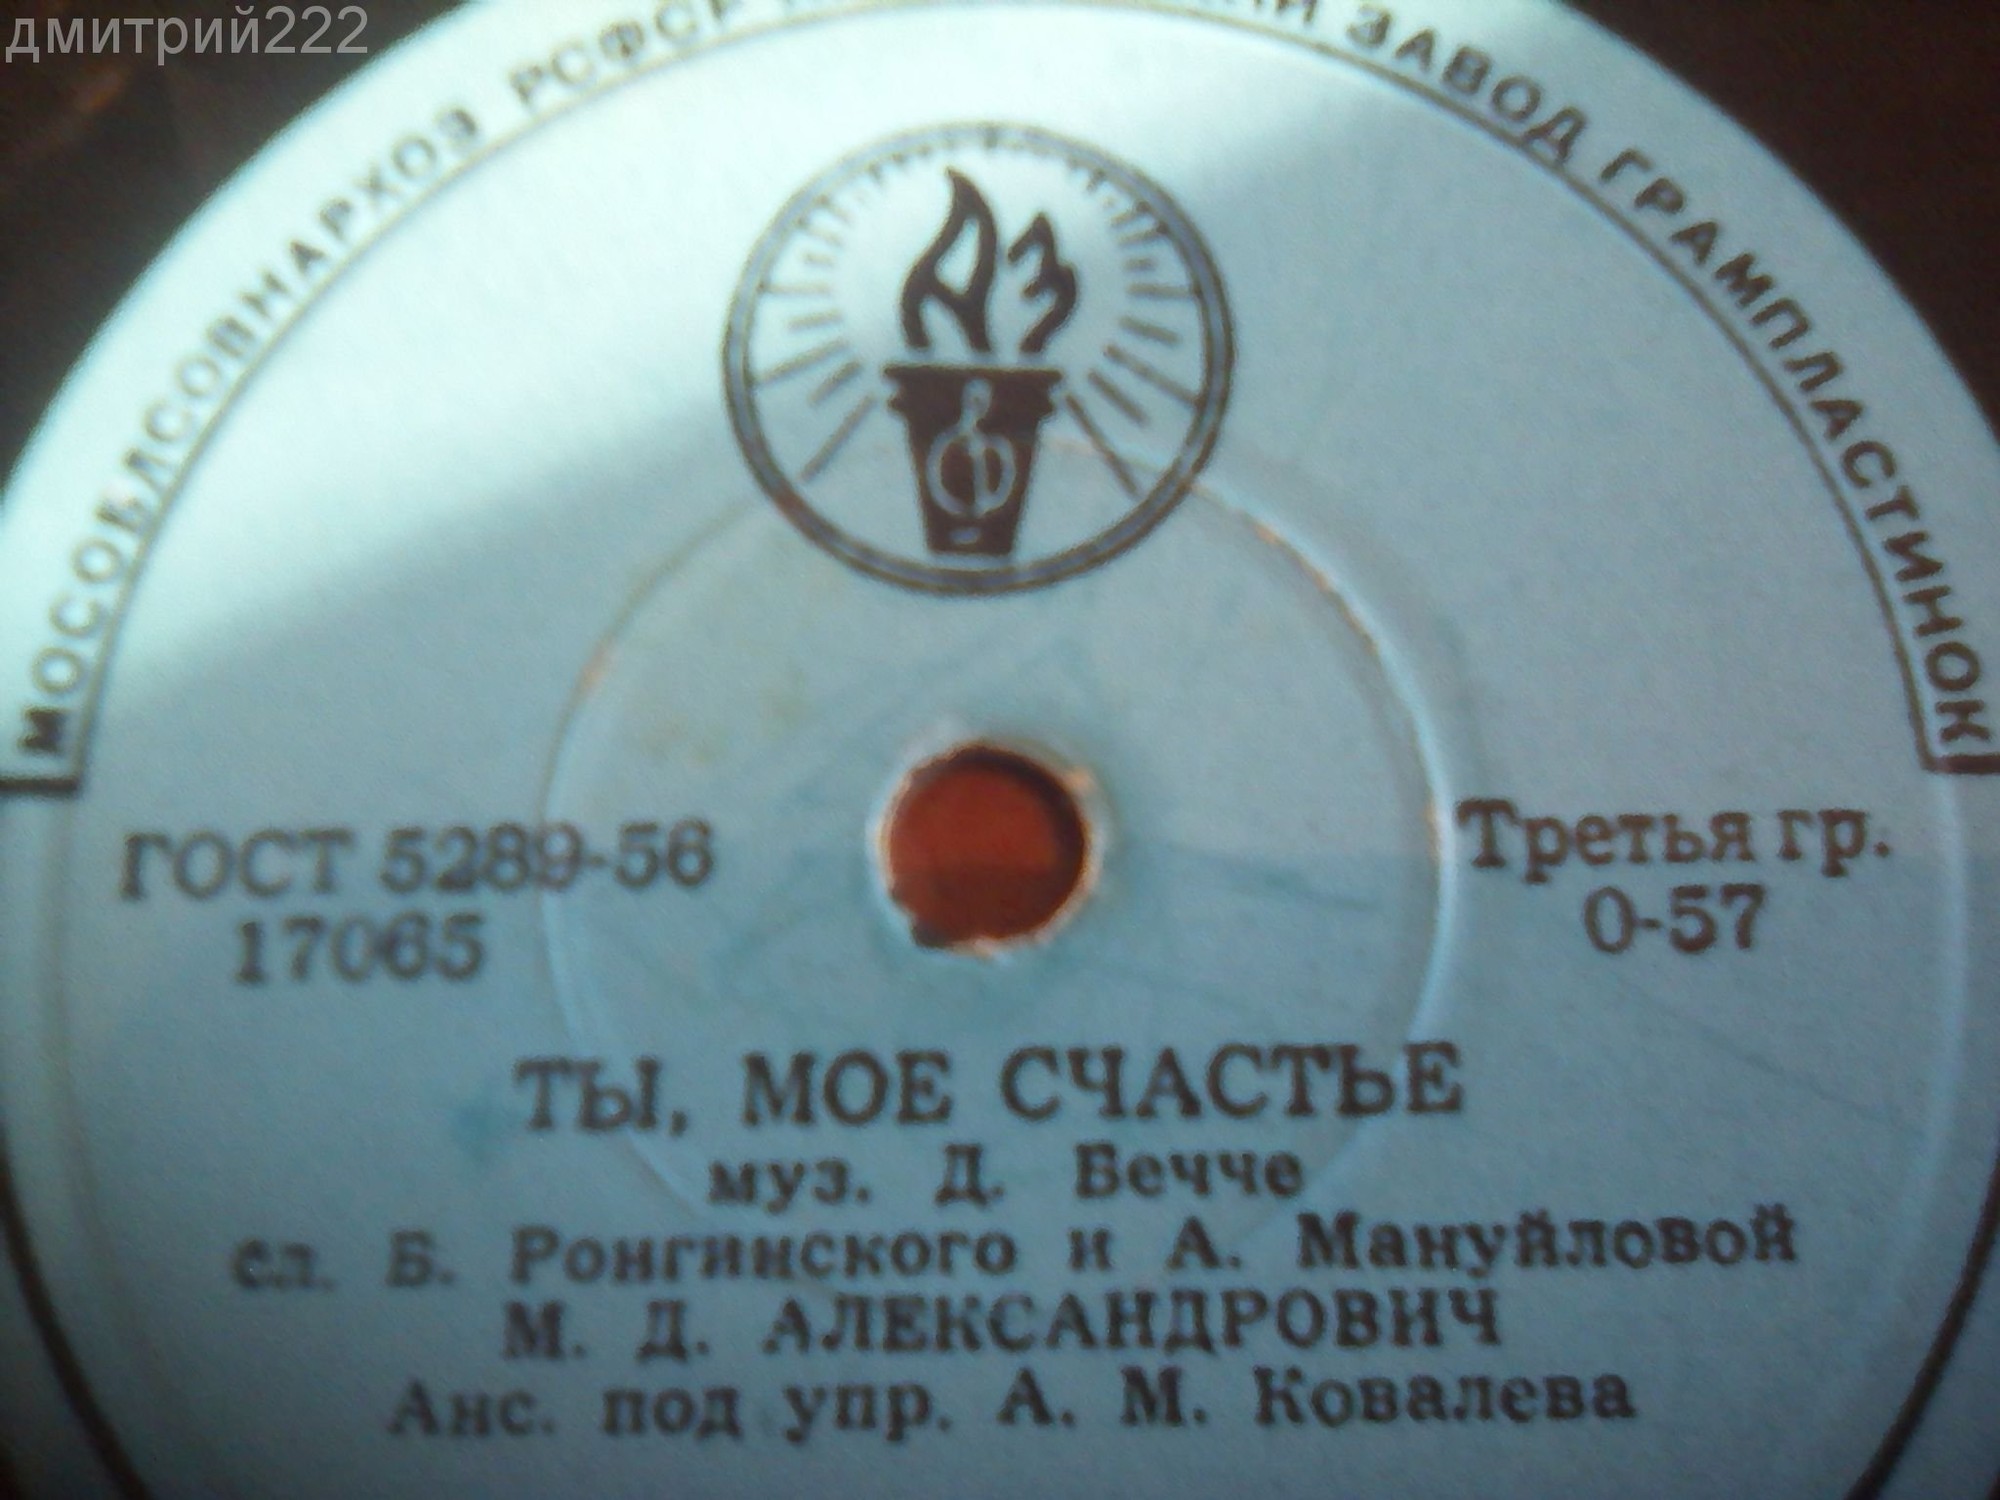 дмитрий222
МОСОБЛСОВНАРХОЗ РСФСР ЗАВОД ГРАМПЛАСТИНОК
АЗ
ГОСТ 5289-56
17065
Третья гр.
0-57
ТЫ, МОЕ СЧАСТЬЕ
муз. Д. Бечче
сл. Б. Ронгинского и А. Мануйловой
М. Д. АЛЕКСАНДРОВИЧ
Анс. под упр. А. М. Ковалева